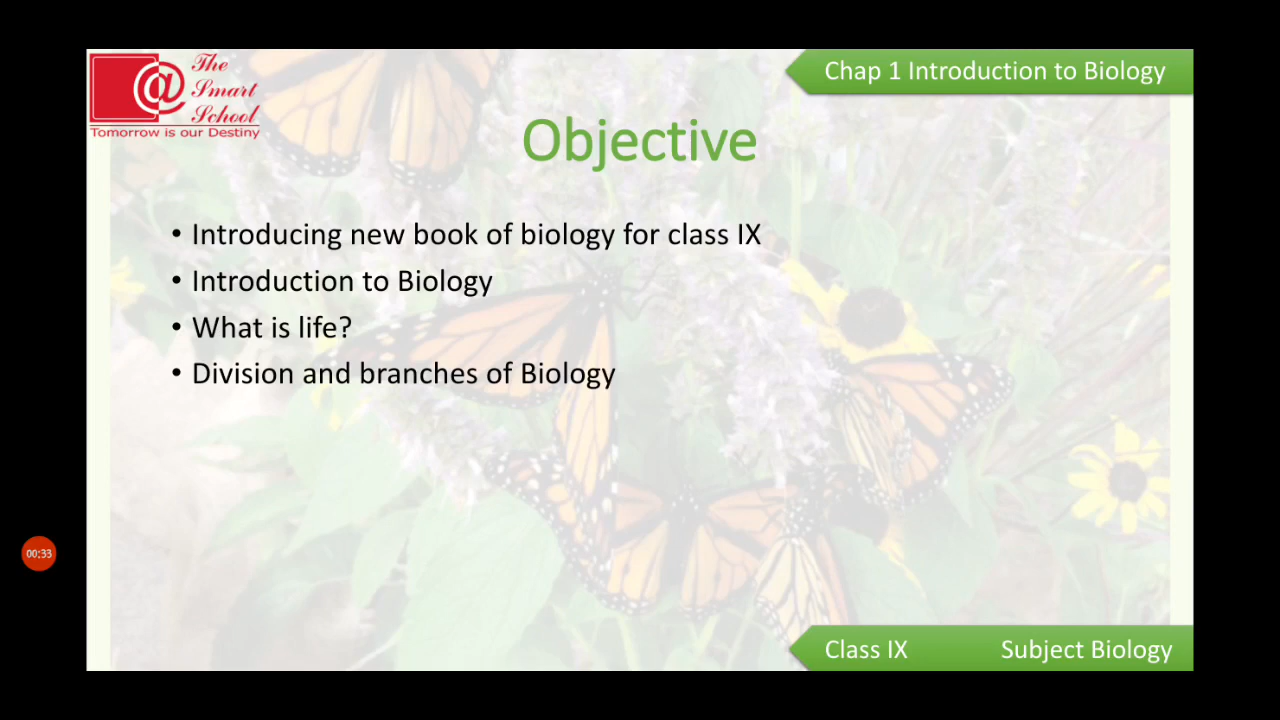 The
Smart
School
Tomorrow is our Destiny
Chap 1 Introduction to Biology
Objective
• Introducing new book of biology for class IX
• Introduction to Biology
• What is life?
• Division and branches of Biology
00:33
Class IX Subject Biology